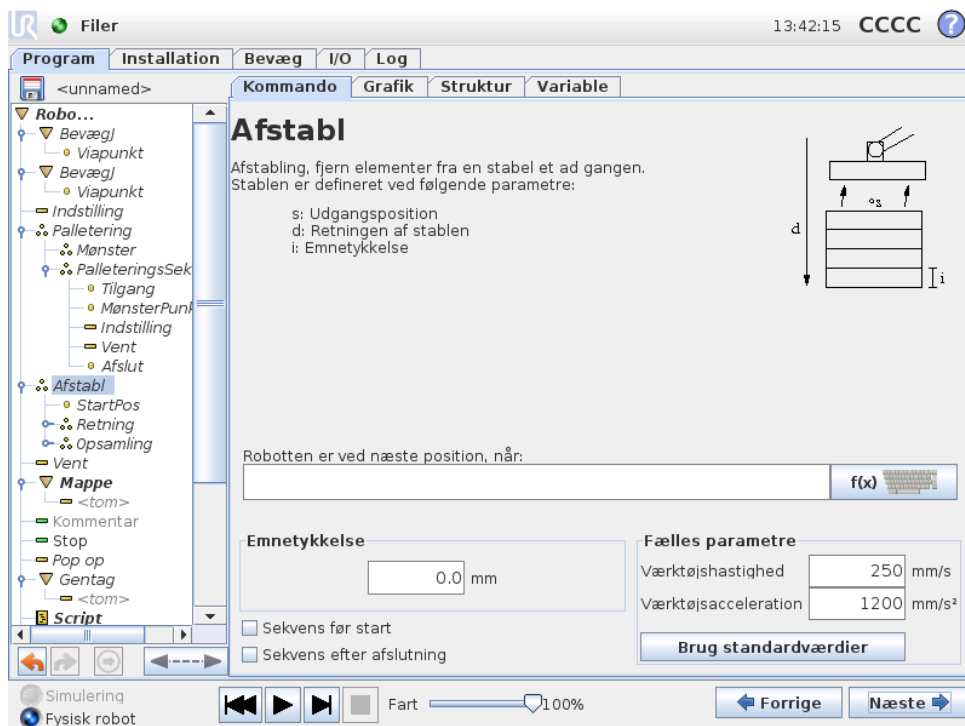 UR Filer 13:42:15 CCCC ?
Program Installation Bevæg I/O Log
<unnamed>
Robo...
BevægJ
Viapunkt
BevægJ
Viapunkt
Indstilling
Palletering
Mønster
PalleteringsSek
Tilgang
MønsterPunk
Indstilling
Vent
Afslut
Afstabl
StartPos
Retning
Opsamling
Vent
Mappe
<tom>
Kommentar
Stop
Pop op
Gentag
<tom>
Script
Kommando Grafik Struktur Variable
Afstabl
Afstabling, fjern elementer fra en stabel et ad gangen.
Stablen er defineret ved følgende parametre:
s: Udgangsposition
d: Retningen af stablen
i: Emnetykkelse
s
d
i
Robotten er ved næste position, når:
f(x)
Emnetykkelse
0.0 mm
Sekvens før start
Sekvens efter afslutning
Fælles parametre
Værktøjshastighed 250 mm/s
Værktøjsacceleration 1200 mm/s²
Brug standardværdier
Simulering
Fysisk robot
Fart 100%
Forrige Næste